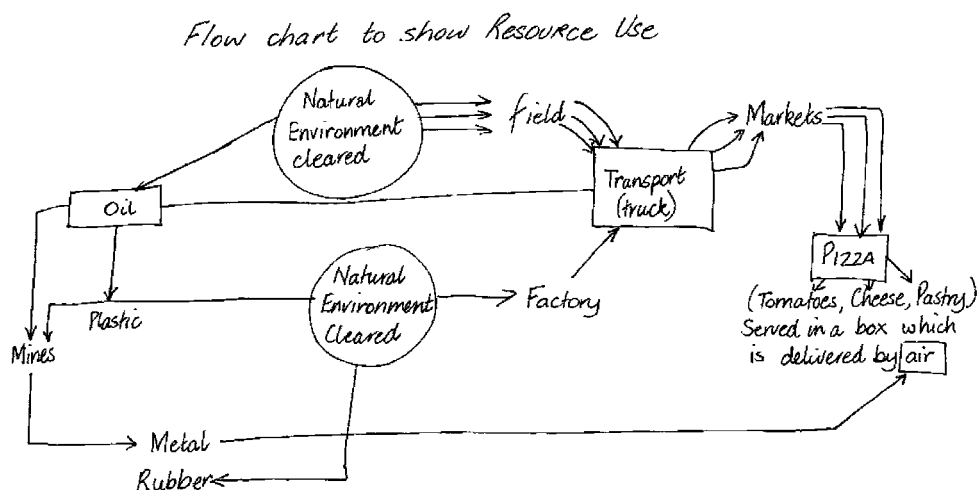 Flow chart to show Resource Use
Natural
Environment
cleared
field
Markets
Transport
(truck)
Oil
PIZZA
(Tomatoes, Cheese, Pastry)
Served in a box which
is delivered by air
Natural
Environment
Cleared
Factory
Plastic
Mines
Metal
Rubber